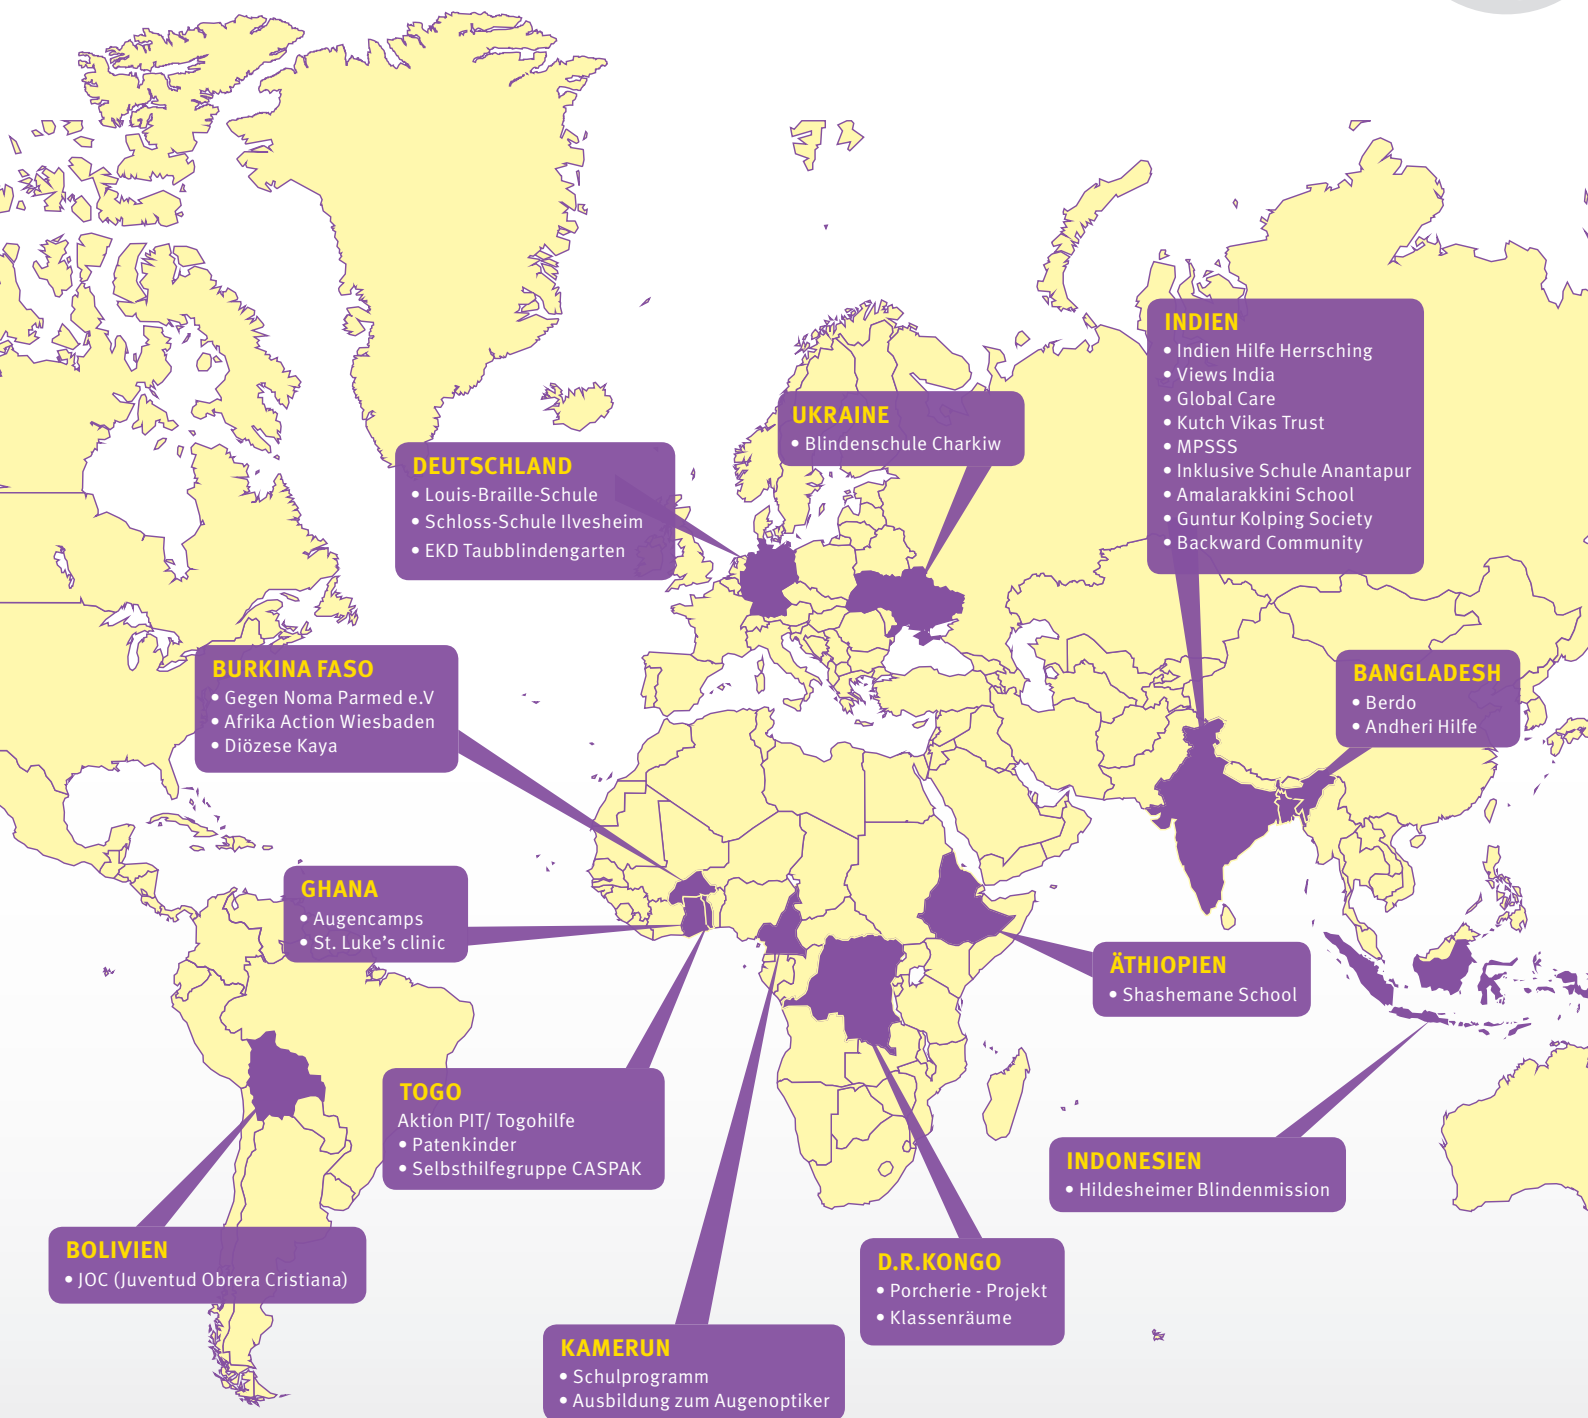 INDIEN
• Indien Hilfe Herrsching
• Views India
• Global Care
• Kutch Vikas Trust
• MPSSS
• Inklusive Schule Anantapur
• Amalarakkini School
• Guntur Kolping Society
• Backward Community
UKRAINE
• Blindenschule Charkiw
DEUTSCHLAND
• Louis-Braille-Schule
• Schloss-Schule Ilvesheim
• EKD Taubblindengarten
BURKINA FASO
• Gegen Noma Parmed e.V
• Afrika Action Wiesbaden
• Diözese Kaya
BANGLADESH
• Berdo
• Andheri Hilfe
GHANA
• Augencamps
• St. Luke's clinic
ÄTHIOPIEN
• Shashemane School
TOGO
Aktion PIT/ Togohilfe
• Patenkinder
• Selbsthilfegruppe CASPAK
INDONESIEN
• Hildesheimer Blindenmission
BOLIVIEN
• JOC (Juventud Obrera Cristiana)
D.R.KONGO
• Porcherie - Projekt
• Klassenräume
KAMERUN
• Schulprogramm
• Ausbildung zum Augenoptiker